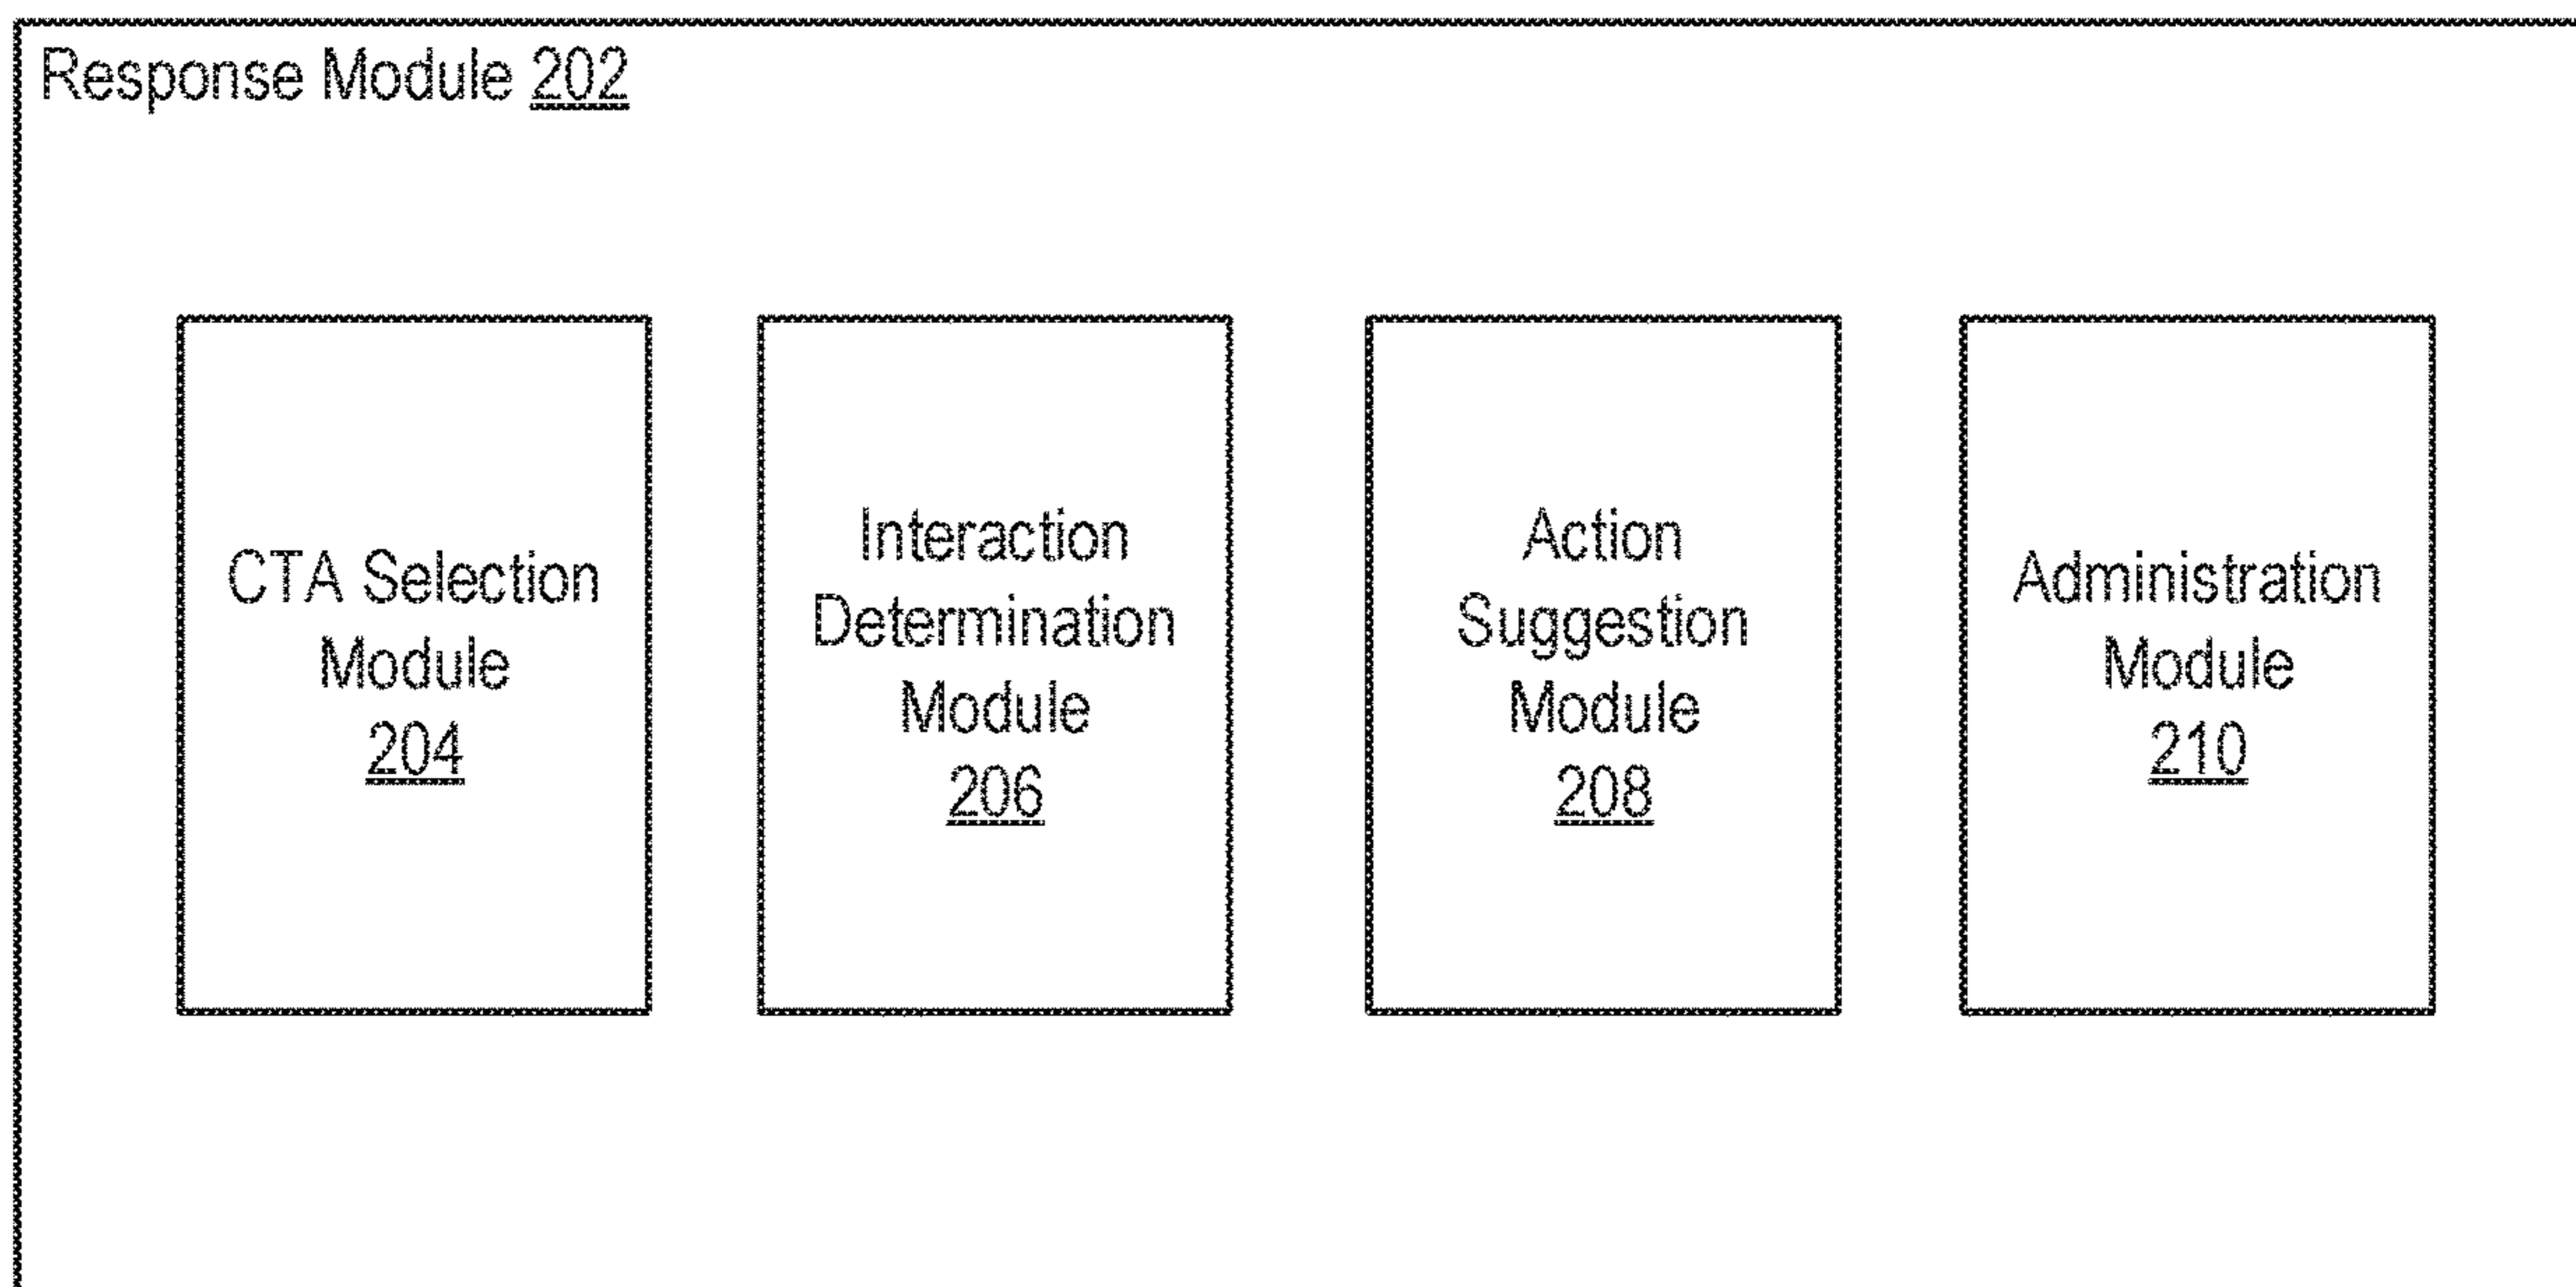 Response Module 202
CTA Selection
Module
204
Interaction
Determination
Module
206
Action
Suggestion
Module
208
Administration
Module
210